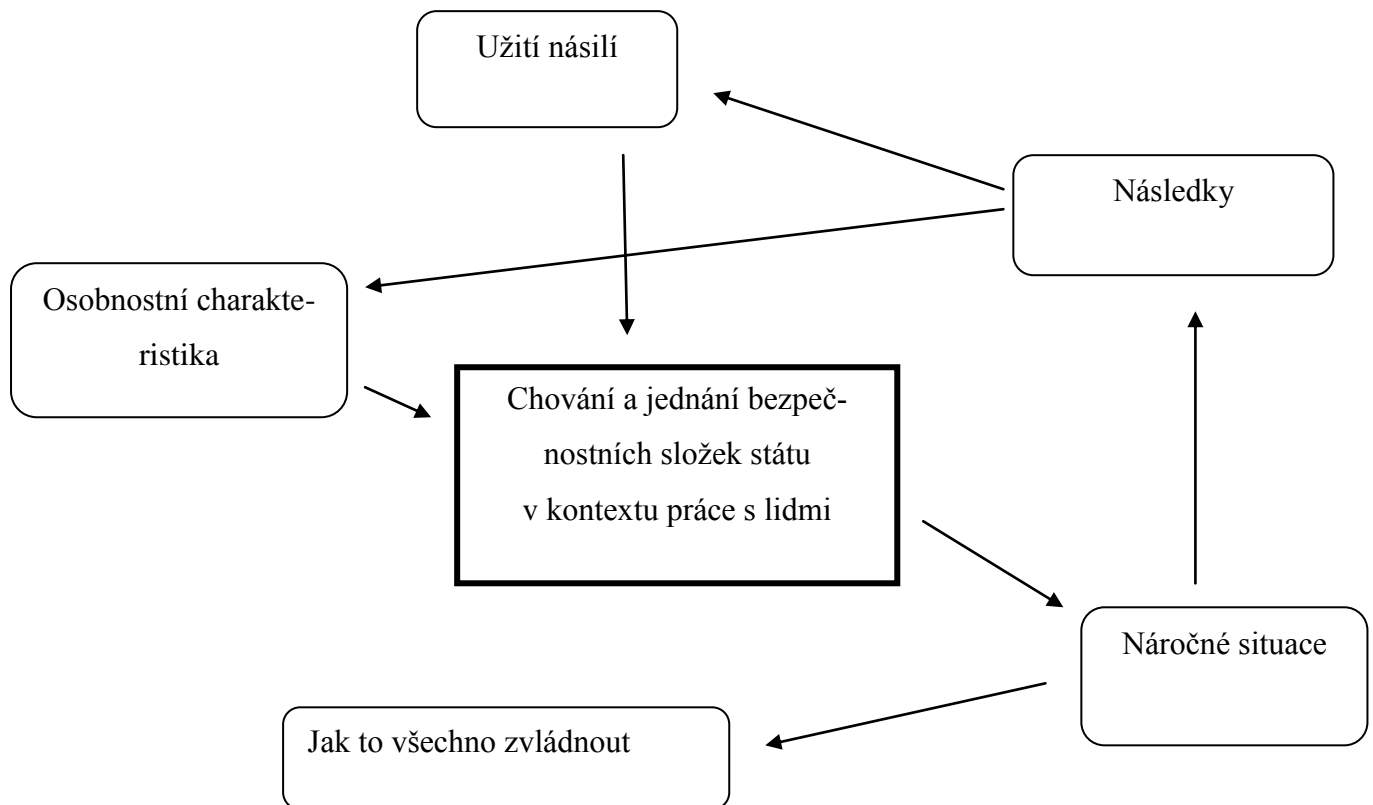 Užití násilí
Následky
Osobnostní charakte-
ristika
Chování a jednání bezpeč-
nostních složek státu
v kontextu práce s lidmi
Náročné situace
Jak to všechno zvládnout